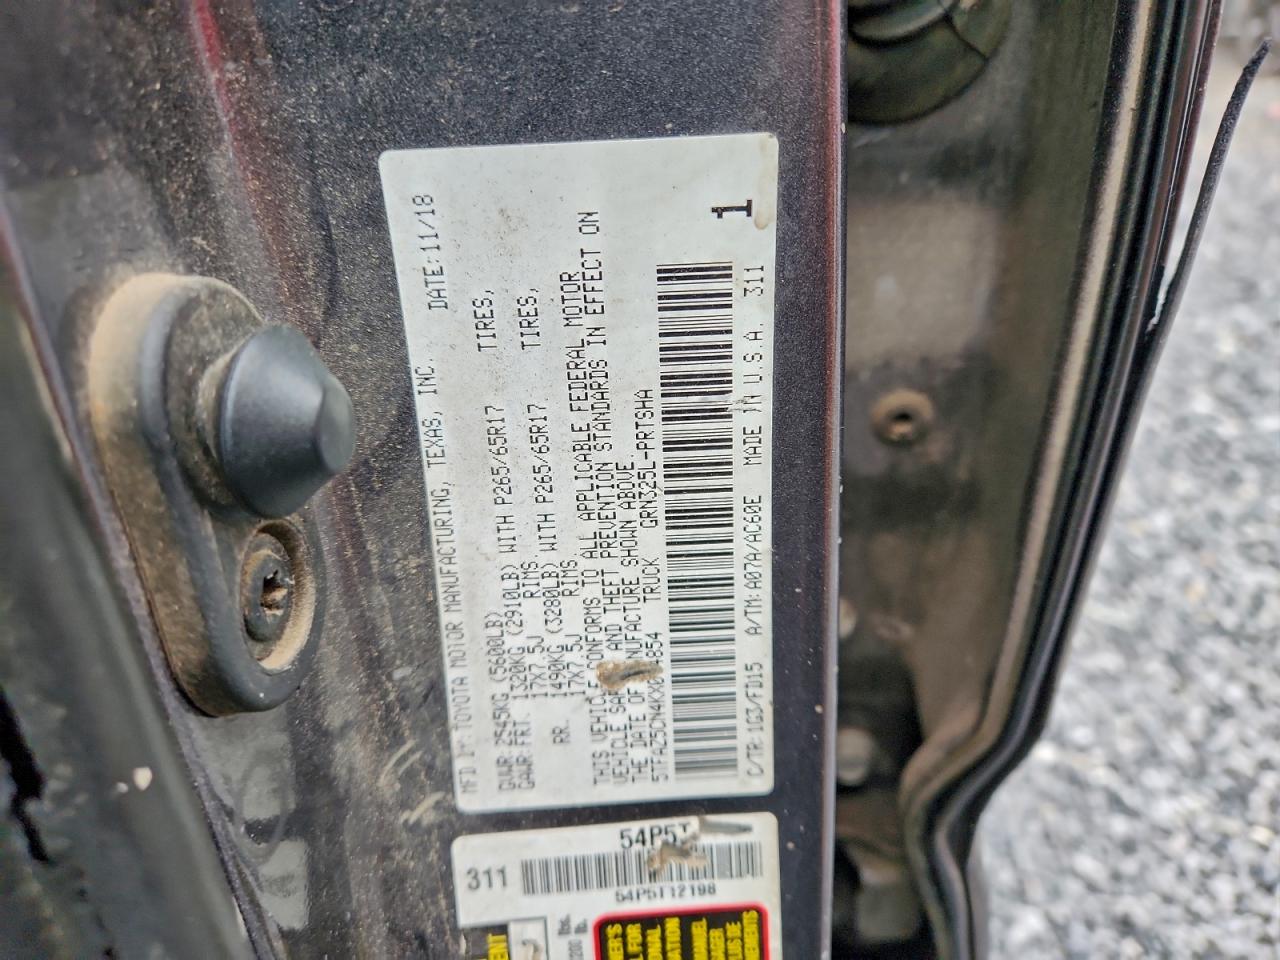 MFD BY: TOYOTA MOTOR MANUFACTURING, TEXAS, INC. DATE: 11/18
GVWR 2545KG (5600LB)
GAWR: FRT. 1320KG (2910LB) WITH P265/65R17 TIRES,
17X7.5J RIMS
RR. 1490KG (3280LB) WITH P265/65R17 TIRES,
17X7.5J RIMS
THIS VEHICLE CONFORMS TO ALL APPLICABLE FEDERAL MOTOR
VEHICLE AND THEFT PREVENTION STANDARDS IN EFFECT ON
THE DATE OF SHOWN ABOVE
4854 TRUCK GRN325L-PRTSHA
C/TR: 1G3/FD15 A/TM: A07A/AC60E MADE IN U.S.A. 311
1
311
54P5T12198